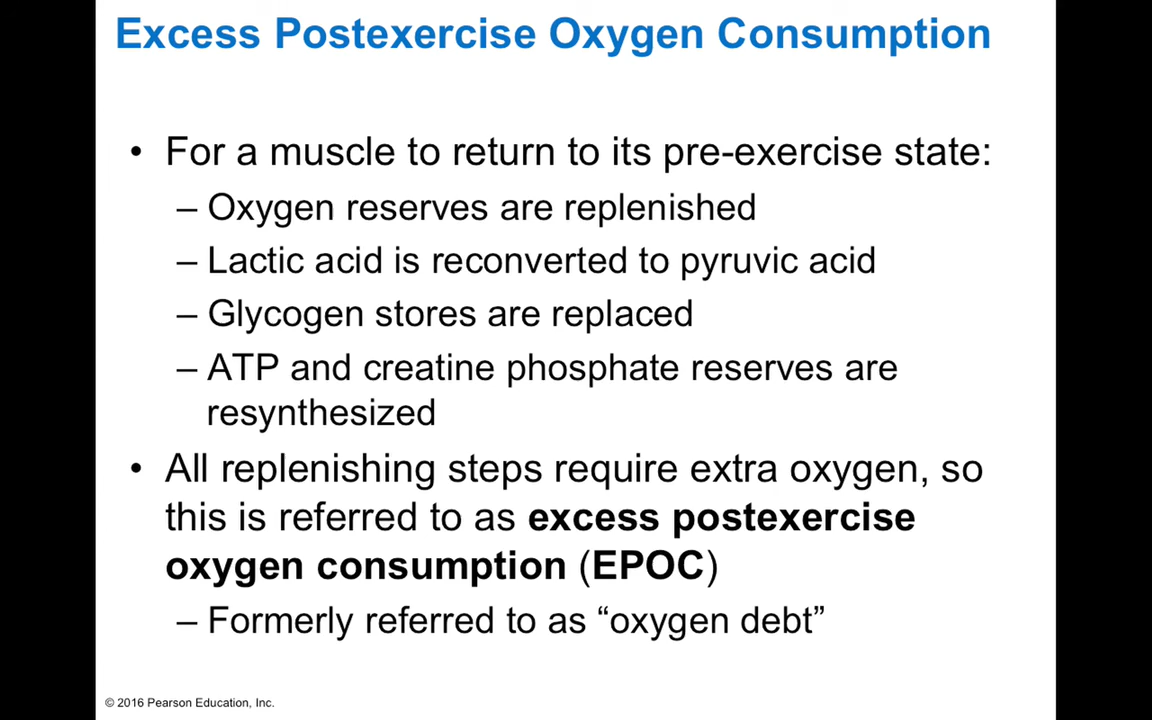 Excess Postexercise Oxygen Consumption
• For a muscle to return to its pre-exercise state:
– Oxygen reserves are replenished
– Lactic acid is reconverted to pyruvic acid
– Glycogen stores are replaced
– ATP and creatine phosphate reserves are
resynthesized
• All replenishing steps require extra oxygen, so
this is referred to as excess postexercise
oxygen consumption (EPOC)
– Formerly referred to as “oxygen debt”
© 2016 Pearson Education, Inc.